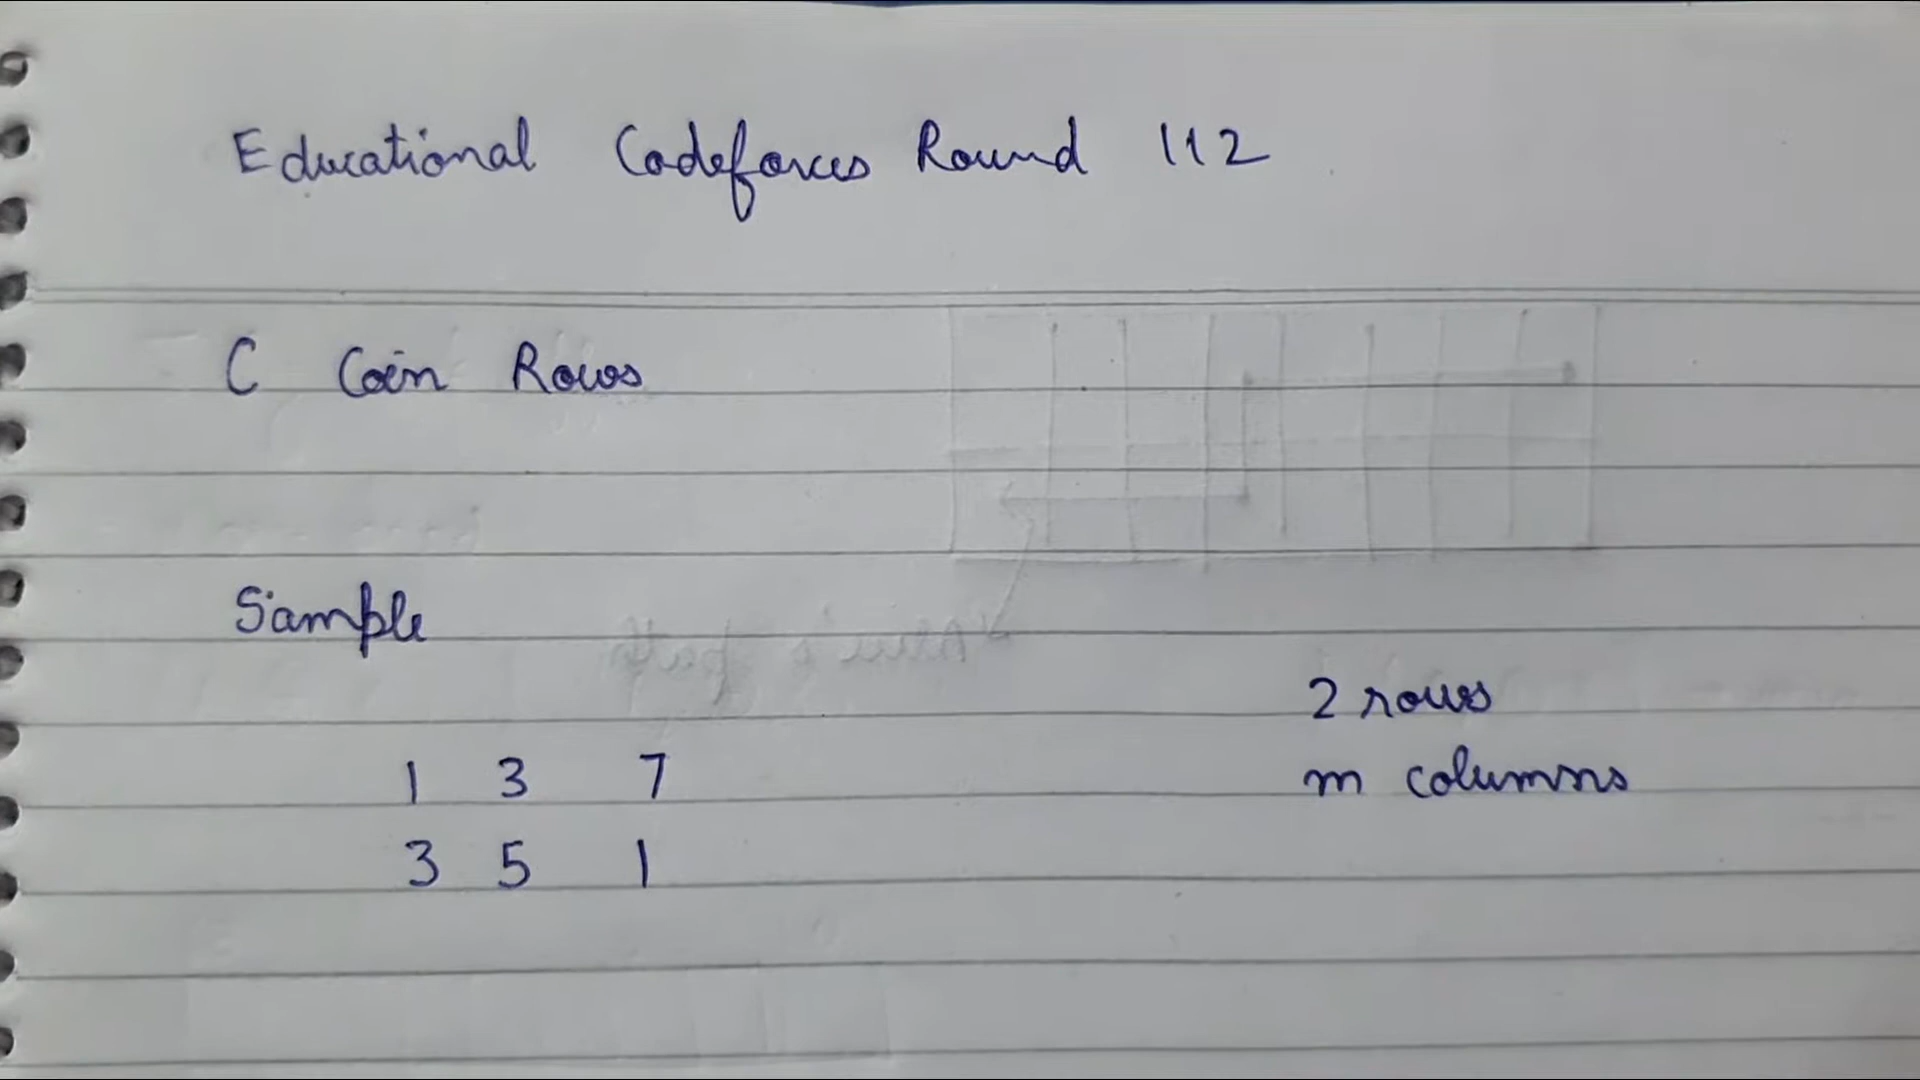 Educational Codeforces Round 112
C Coin Rows
Sample
2 rows
m columns
1 3 7
3 5 1